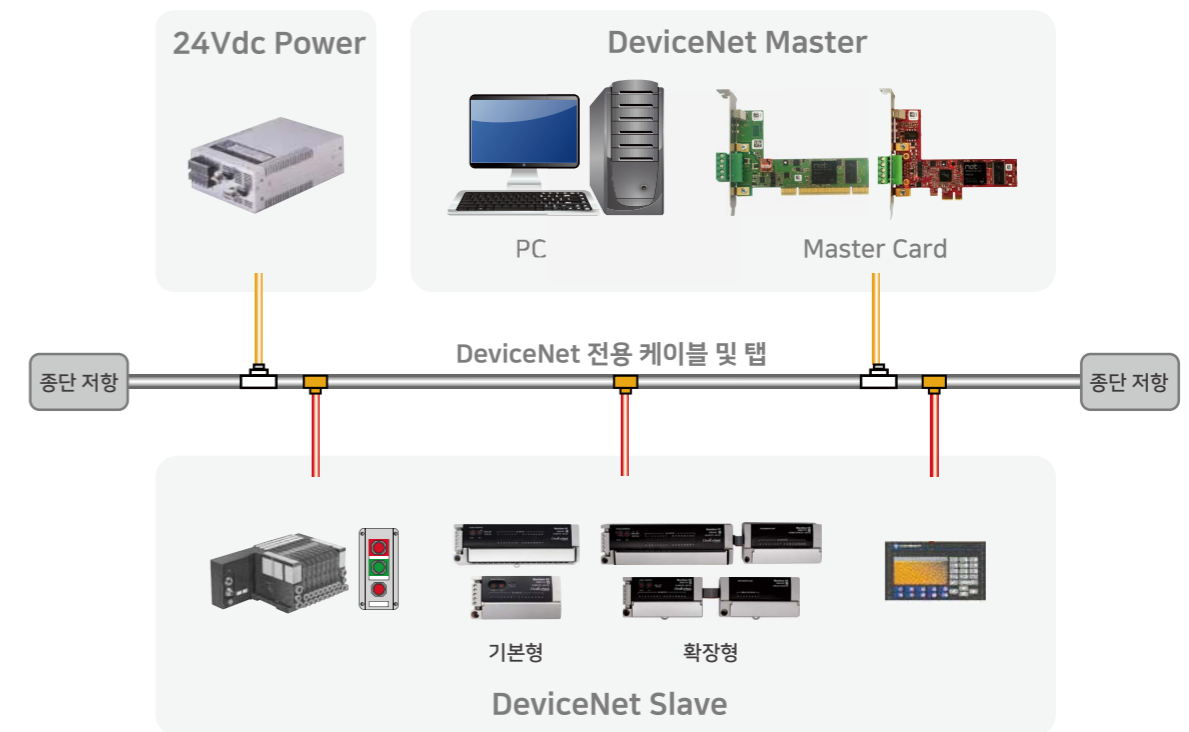 24Vdc Power
DeviceNet Master
PC
Master Card
DeviceNet 전용 케이블 및 탭
종단 저항
종단 저항
기본형
확장형
DeviceNet Slave